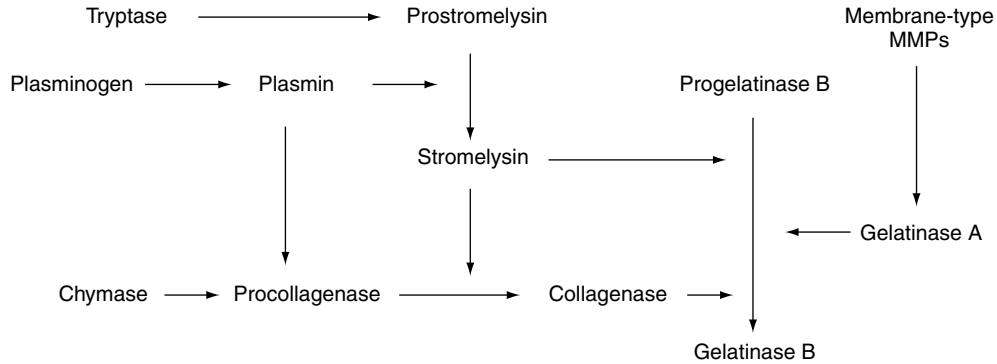 Tryptase
Prostromelysin
Membrane-type
MMPs
Plasminogen
Plasmin
Progelatinase B
Stromelysin
Gelatinase A
Chymase
Procollagenase
Collagenase
Gelatinase B